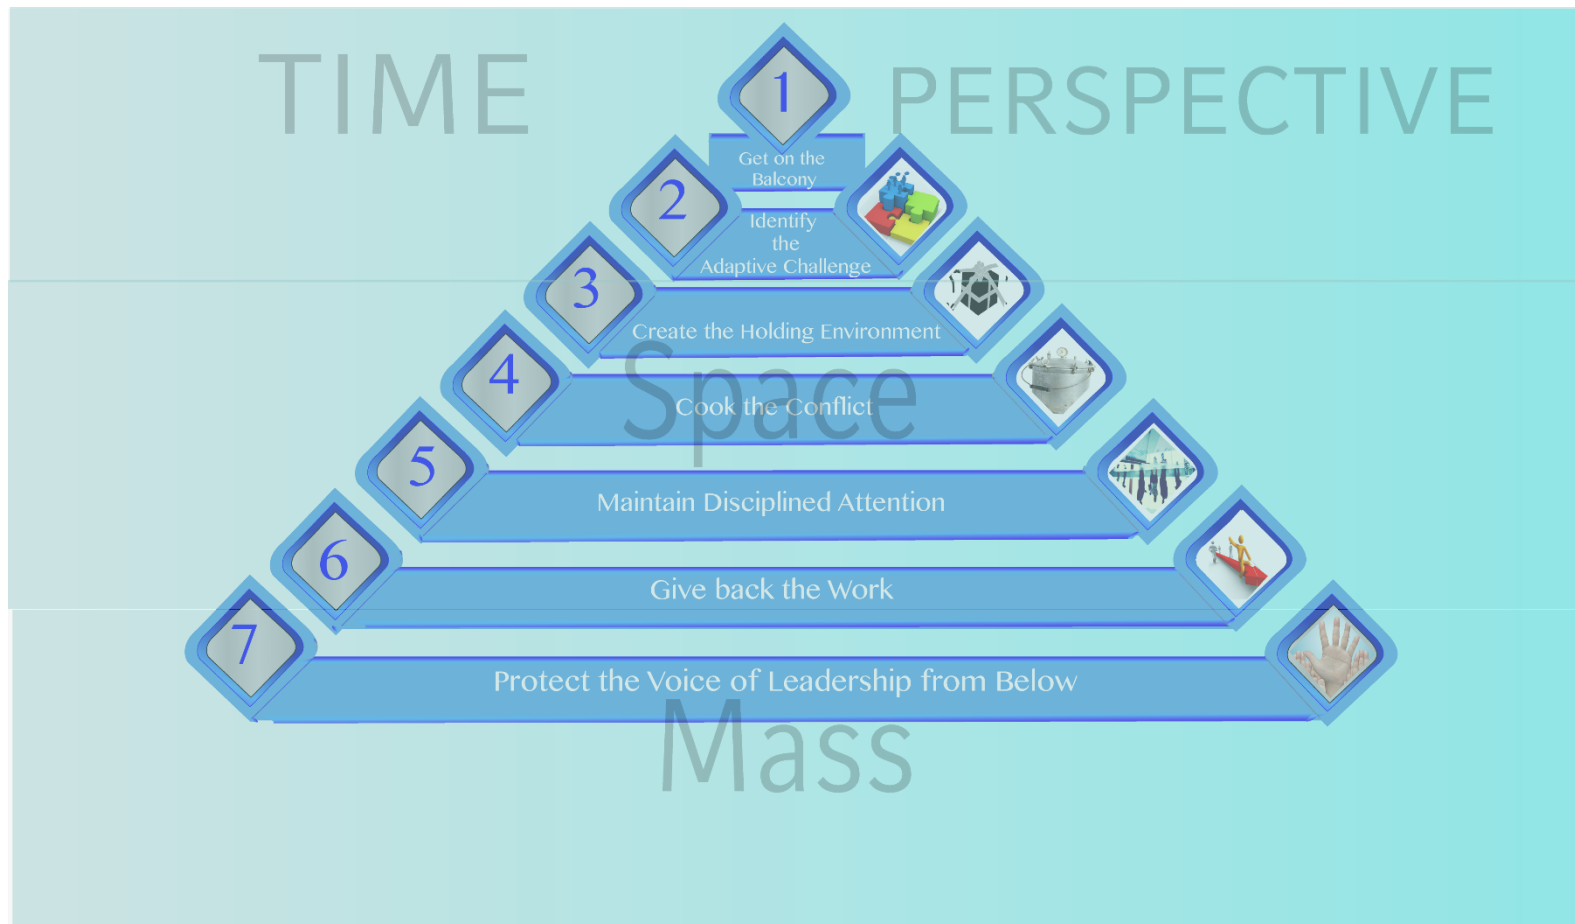 TIME
PERSPECTIVE
1
Get on the
Balcony
2
Identify
the
Adaptive Challenge
3
Create the Holding Environment
Space
4
Cook the Conflict
5
Maintain Disciplined Attention
6
Give back the Work
7
Protect the Voice of Leadership from Below
Mass